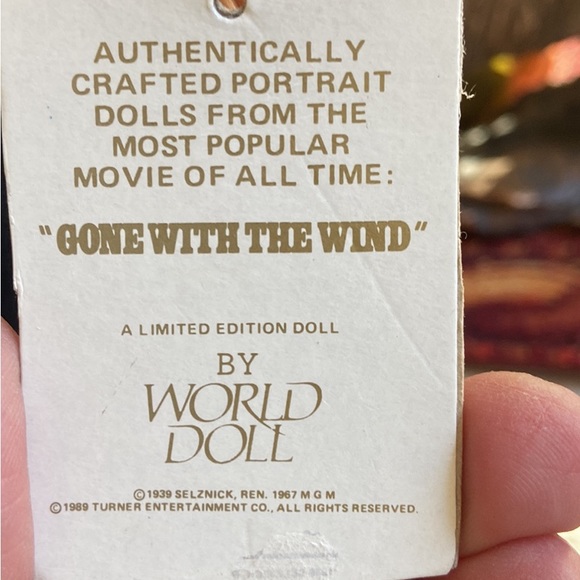 AUTHENTICALLY
CRAFTED PORTRAIT
DOLLS FROM THE
MOST POPULAR
MOVIE OF ALL TIME:
"GONE WITH THE WIND"
A LIMITED EDITION DOLL
BY
WORLD
DOLL
©1939 SELZNICK, REN. 1967 M G M
©1989 TURNER ENTERTAINMENT CO., ALL RIGHTS RESERVED.